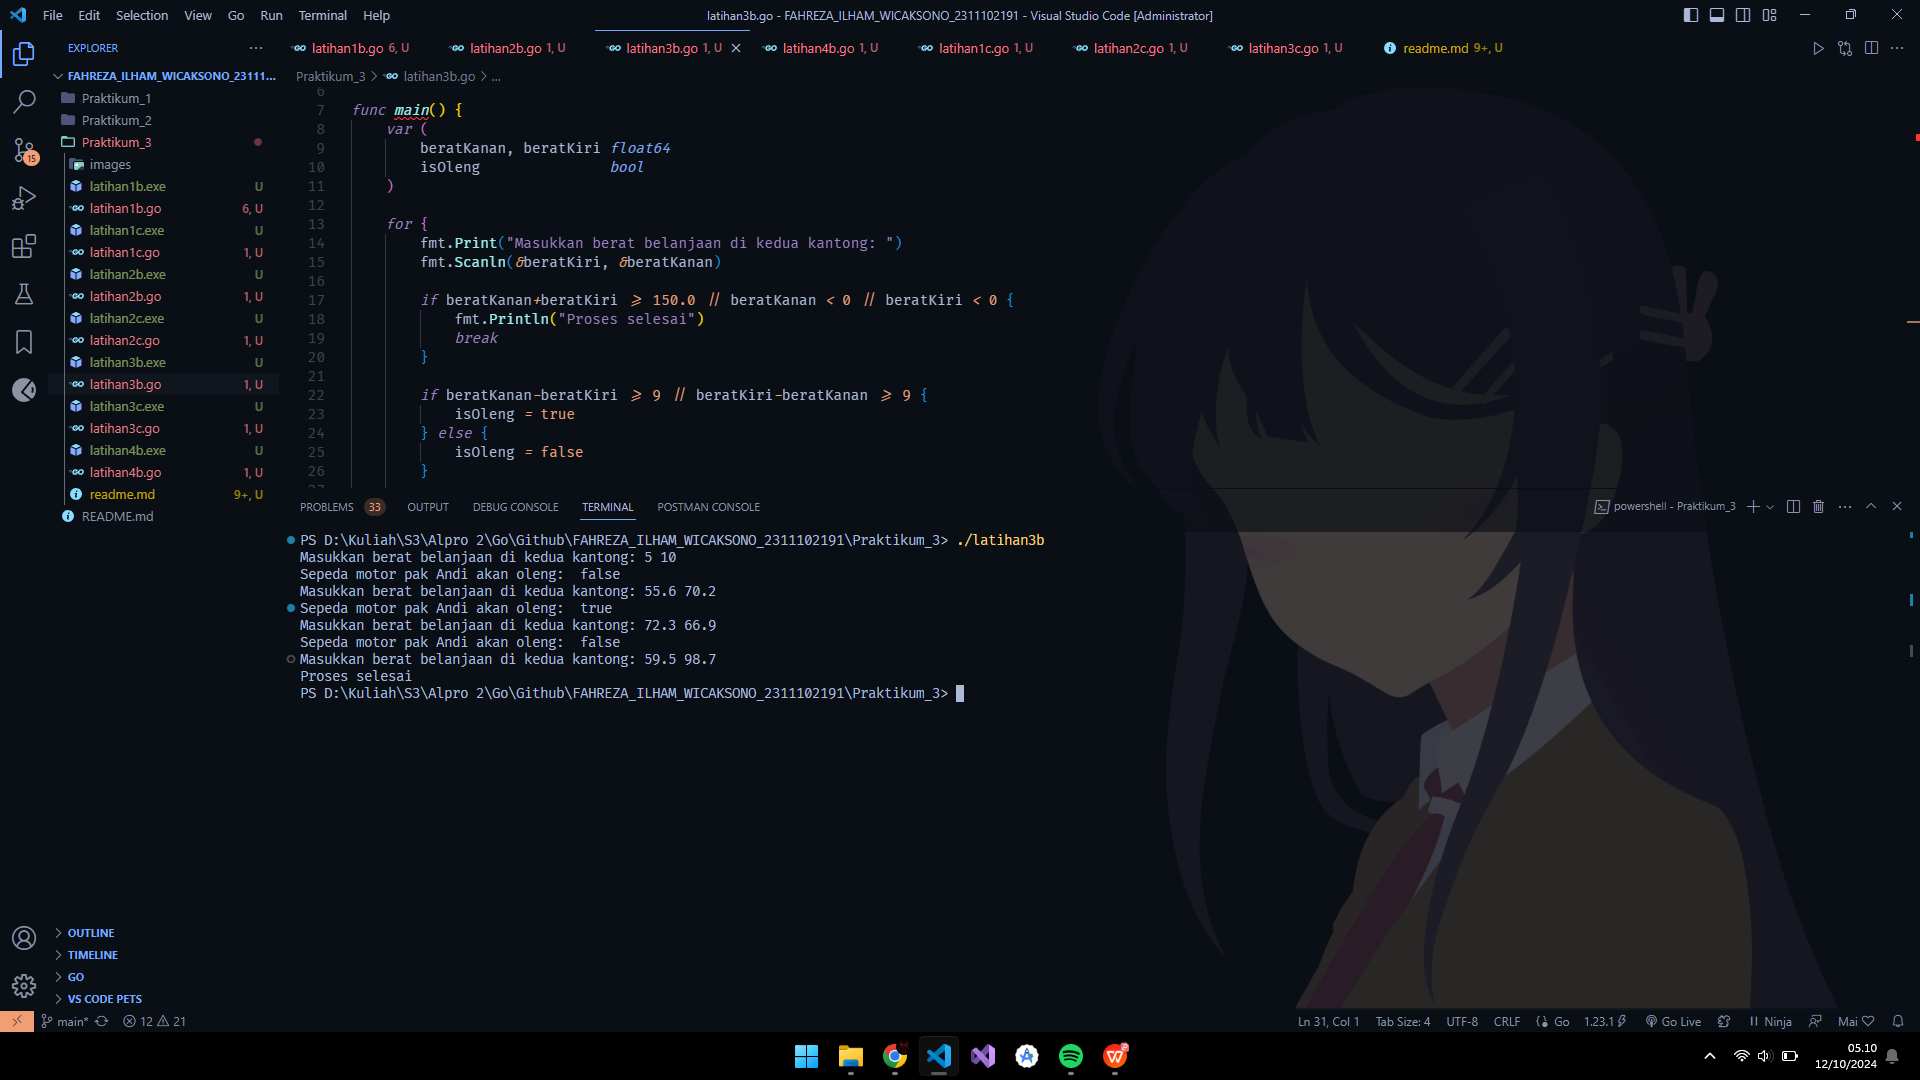 File Edit Selection View Go Run Terminal Help
latihan3b.go - FAHREZA_ILHAM_WICAKSONO_2311102191 - Visual Studio Code [Administrator]
EXPLORER
latihan1b.go 6, U
latihan2b.go 1, U
latihan3b.go 1, U
latihan4b.go 1, U
latihan1c.go 1, U
latihan2c.go 1, U
latihan3c.go 1, U
readme.md 9+, U
FAHREZA_ILHAM_WICAKSONO_23111...
Praktikum_1
Praktikum_2
Praktikum_3
images
latihan1b.exe U
latihan1b.go 6, U
latihan1c.exe U
latihan1c.go 1, U
latihan2b.exe U
latihan2b.go 1, U
latihan2c.exe U
latihan2c.go 1, U
latihan3b.exe U
latihan3b.go 1, U
latihan3c.exe U
latihan3c.go 1, U
latihan4b.exe U
latihan4b.go 1, U
readme.md 9+, U
README.md
15
OUTLINE
TIMELINE
GO
VS CODE PETS
Praktikum_3 > latihan3b.go > ...
6
7 func main() {
8 var (
9 beratKanan, beratKiri float64
10 isOleng bool
11 )
12
13 for {
14 fmt.Print("Masukkan berat belanjaan di kedua kantong: ")
15 fmt.Scanln(&beratKiri, &beratKanan)
16
17 if beratKanan+beratKiri >= 150.0 || beratKanan < 0 || beratKiri < 0 {
18 fmt.Println("Proses selesai")
19 break
20 }
21
22 if beratKanan-beratKiri >= 9 || beratKiri-beratKanan >= 9 {
23 isOleng = true
24 } else {
25 isOleng = false
26 }
27
PROBLEMS 33 OUTPUT DEBUG CONSOLE TERMINAL POSTMAN CONSOLE
powershell - Praktikum_3
PS D:\Kuliah\S3\Alpro 2\Go\Github\FAHREZA_ILHAM_WICAKSONO_2311102191\Praktikum_3> ./latihan3b
Masukkan berat belanjaan di kedua kantong: 5 10
Sepeda motor pak Andi akan oleng:  false
Masukkan berat belanjaan di kedua kantong: 55.6 70.2
Sepeda motor pak Andi akan oleng:  true
Masukkan berat belanjaan di kedua kantong: 72.3 66.9
Sepeda motor pak Andi akan oleng:  false
Masukkan berat belanjaan di kedua kantong: 59.5 98.7
Proses selesai
PS D:\Kuliah\S3\Alpro 2\Go\Github\FAHREZA_ILHAM_WICAKSONO_2311102191\Praktikum_3>
main* 12 21
Ln 31, Col 1 Tab Size: 4 UTF-8 CRLF Go 1.23.1 Go Live Ninja Mai
05.10
12/10/2024